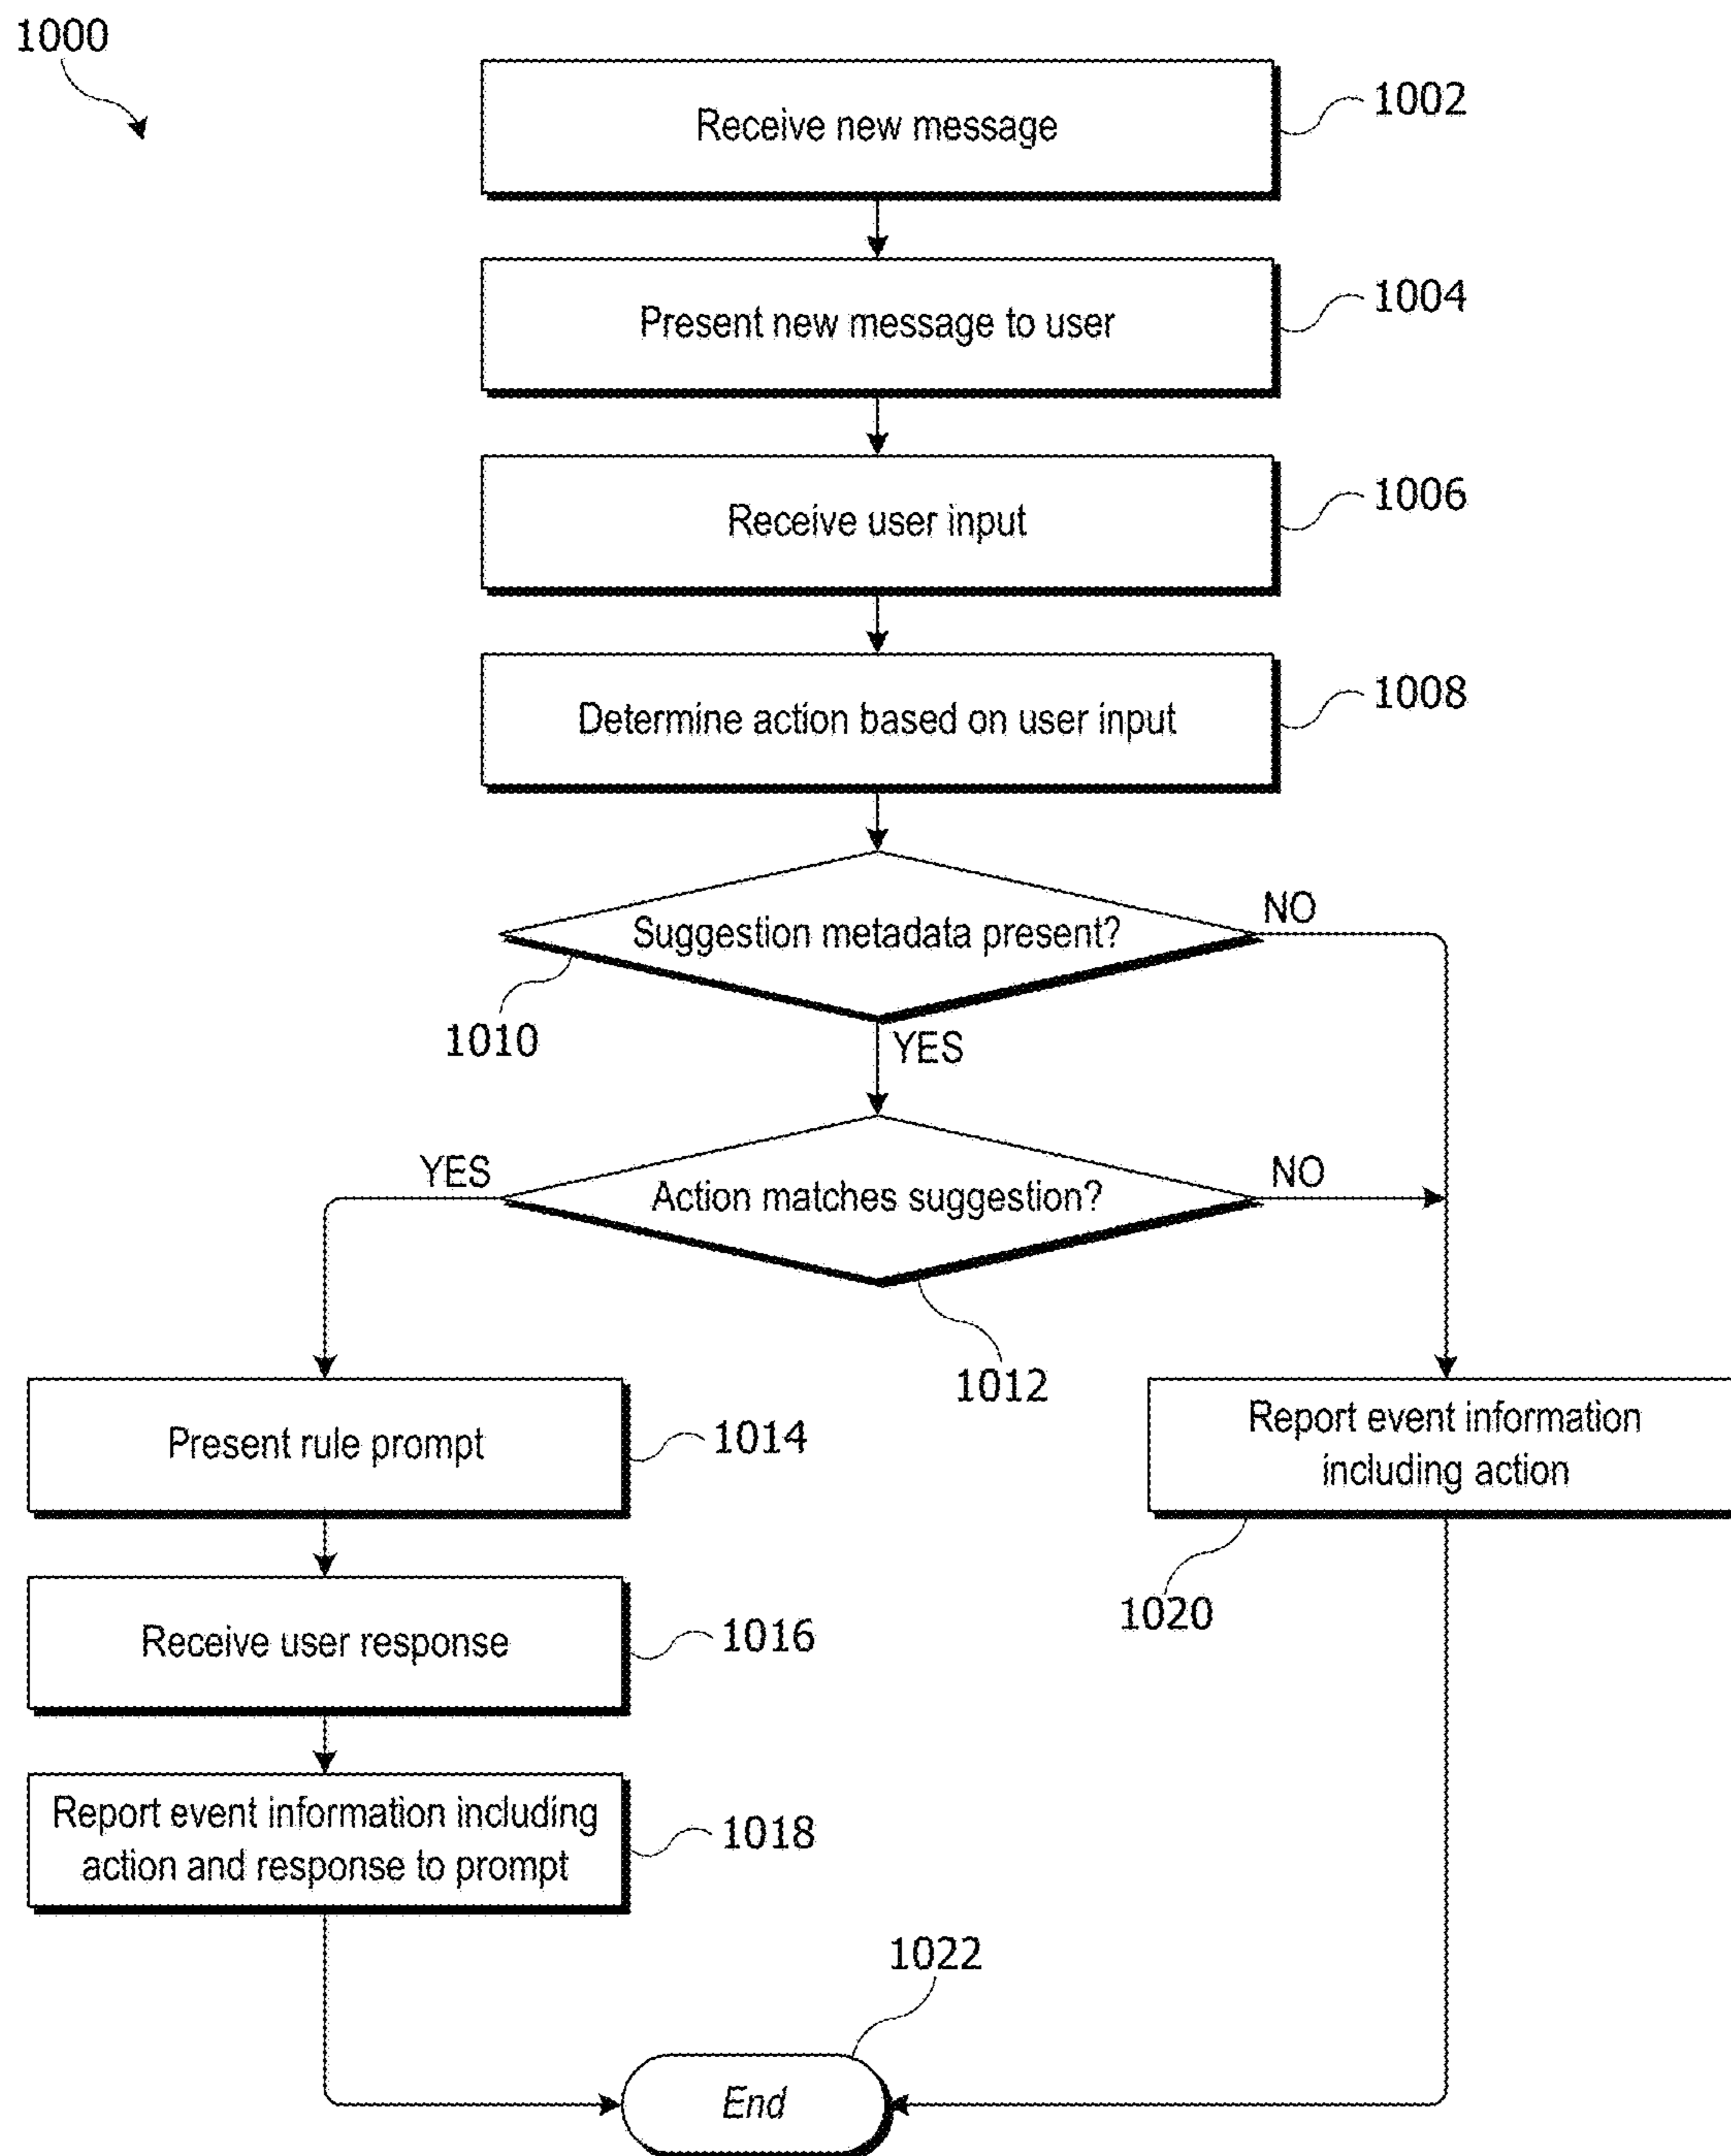 1000
Receive new message
1002
Present new message to user
1004
Receive user input
1006
Determine action based on user input
1008
Suggestion metadata present?
NO
1010
YES
YES
Action matches suggestion?
NO
1012
Present rule prompt
1014
Report event information
including action
1020
Receive user response
1016
Report event information including
action and response to prompt
1018
1022
End